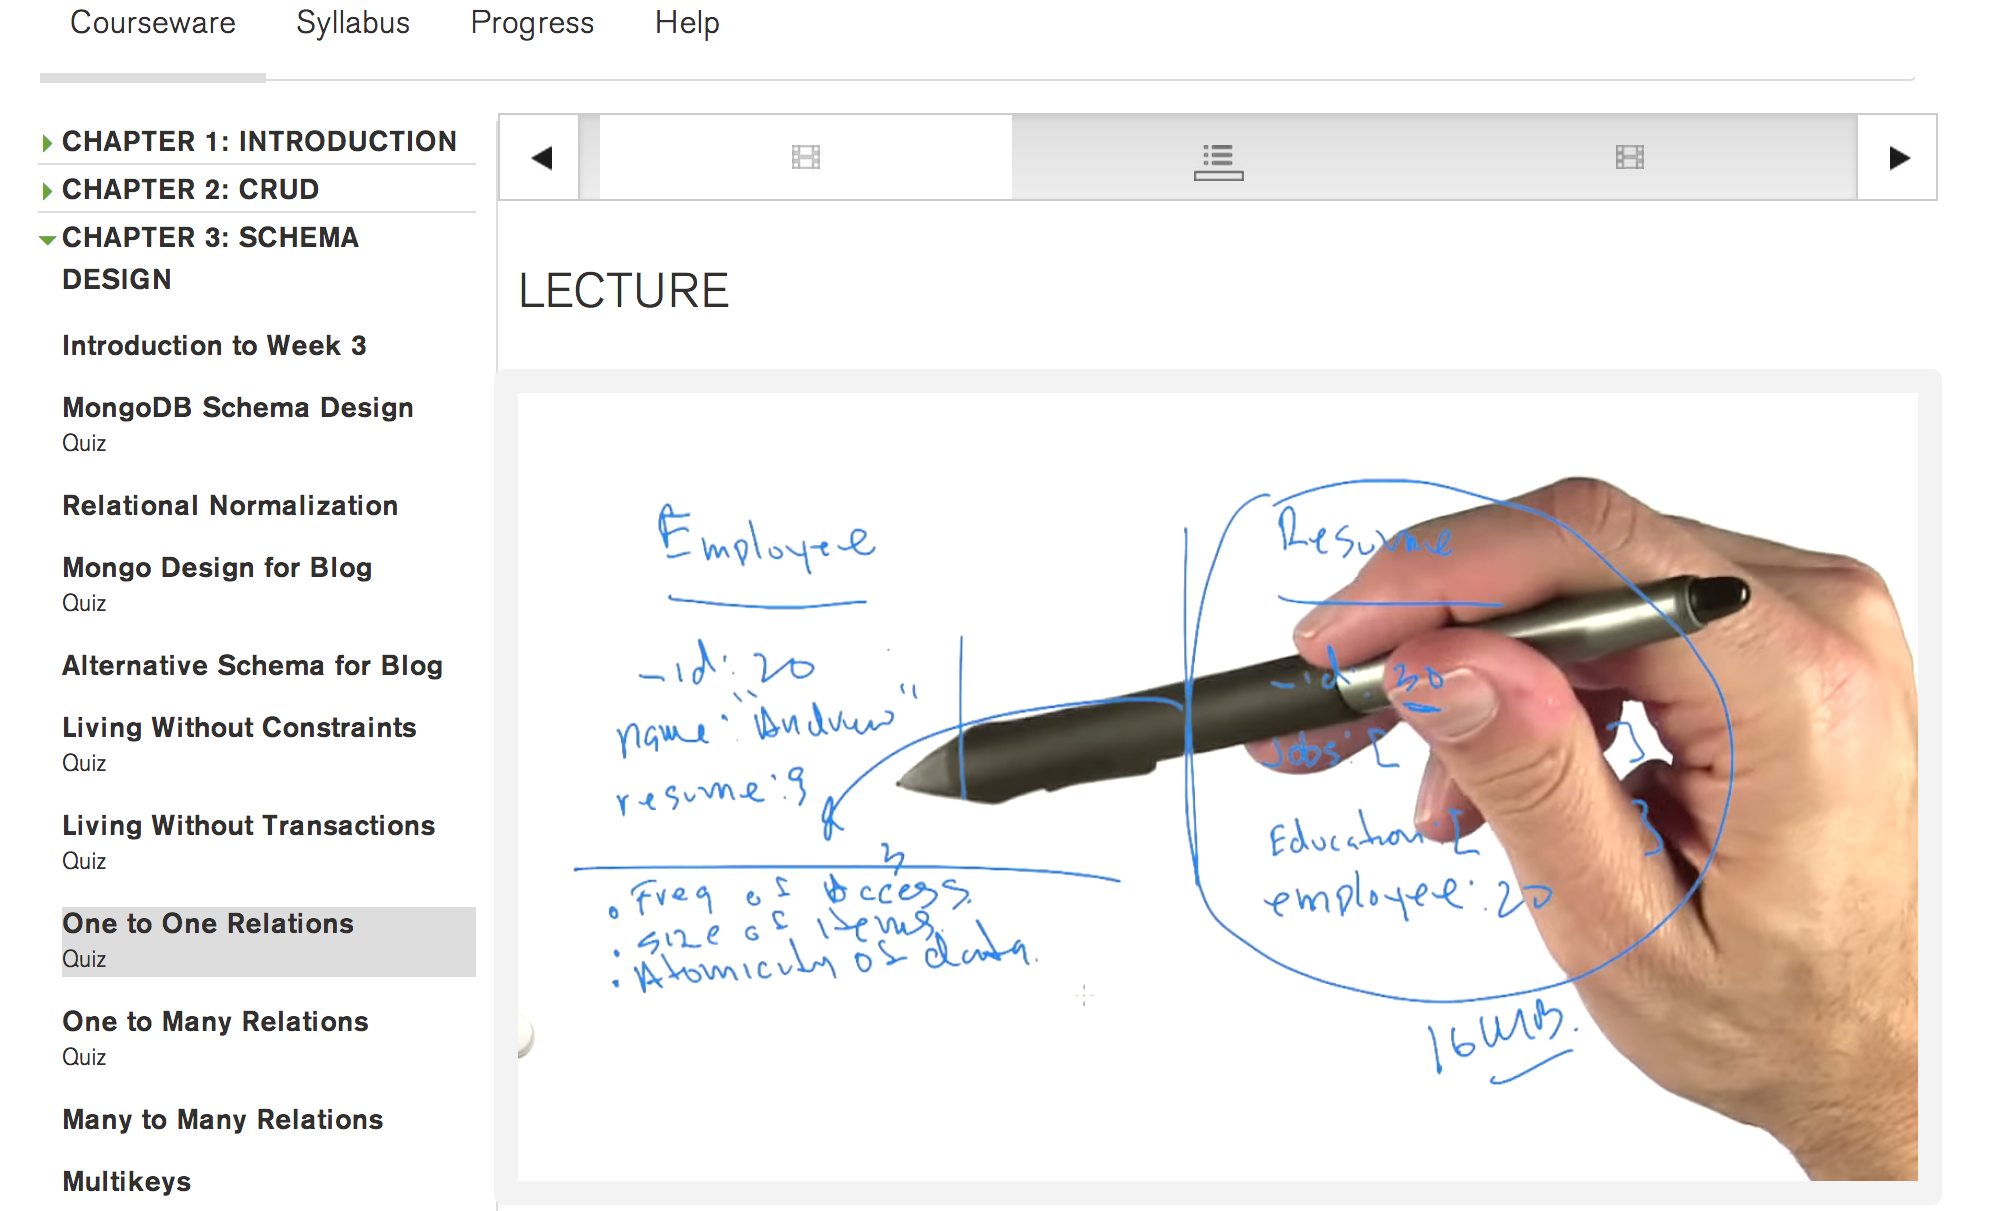 Courseware Syllabus Progress Help
CHAPTER 1: INTRODUCTION
CHAPTER 2: CRUD
CHAPTER 3: SCHEMA
DESIGN
Introduction to Week 3
MongoDB Schema Design
Quiz
Relational Normalization
Mongo Design for Blog
Quiz
Alternative Schema for Blog
Living Without Constraints
Quiz
Living Without Transactions
Quiz
One to One Relations
Quiz
One to Many Relations
Quiz
Many to Many Relations
Multikeys
LECTURE
Employee
_id: 20
name: "Andrew"
resume:
• Freq of Access.
• size of items.
• Atomicity of data.
Resume
_id: 30
Jobs: [ ]
Education: [ ]
employee: 20
16MB.